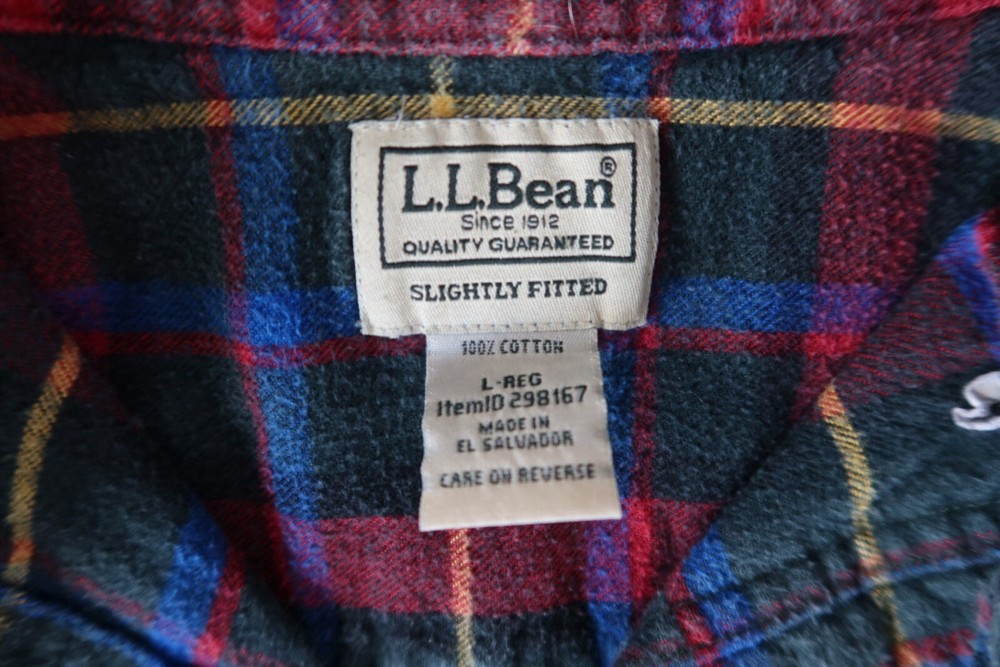 L.L.Bean®
Since 1912
QUALITY GUARANTEED
SLIGHTLY FITTED
100% COTTON
L-REG
ItemID 298167
MADE IN
EL SALVADOR
CARE ON REVERSE